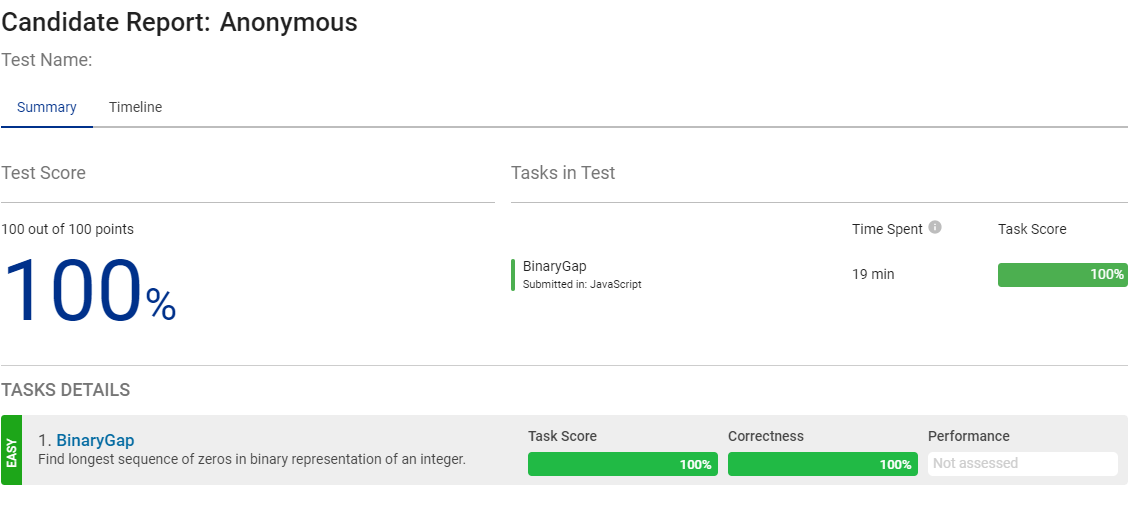 Candidate Report: Anonymous
Test Name:
Summary Timeline
Test Score
100 out of 100 points
100%
Tasks in Test
Time Spent Task Score
BinaryGap
Submitted in: JavaScript
19 min
100%
TASKS DETAILS
EASY
1. BinaryGap
Find longest sequence of zeros in binary representation of an integer.
Task Score
100%
Correctness
100%
Performance
Not assessed